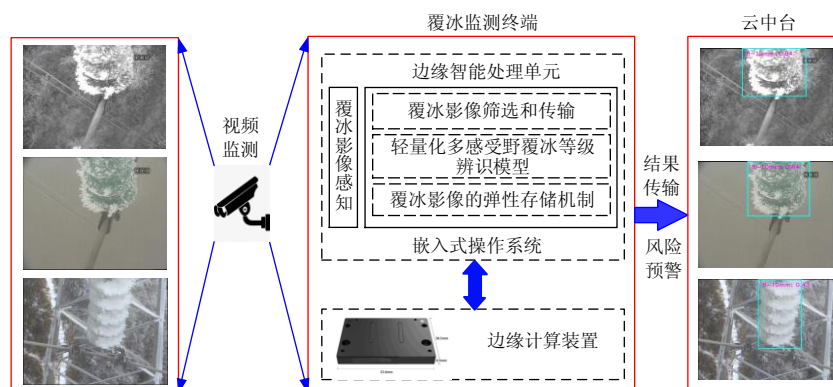 覆冰监测终端
云中台
边缘智能处理单元
视频
监测
覆冰影像感知
覆冰影像筛选和传输
轻量化多感受野覆冰等级
辨识模型
覆冰影像的弹性存储机制
嵌入式操作系统
结果
传输
风险
预警
边缘计算装置